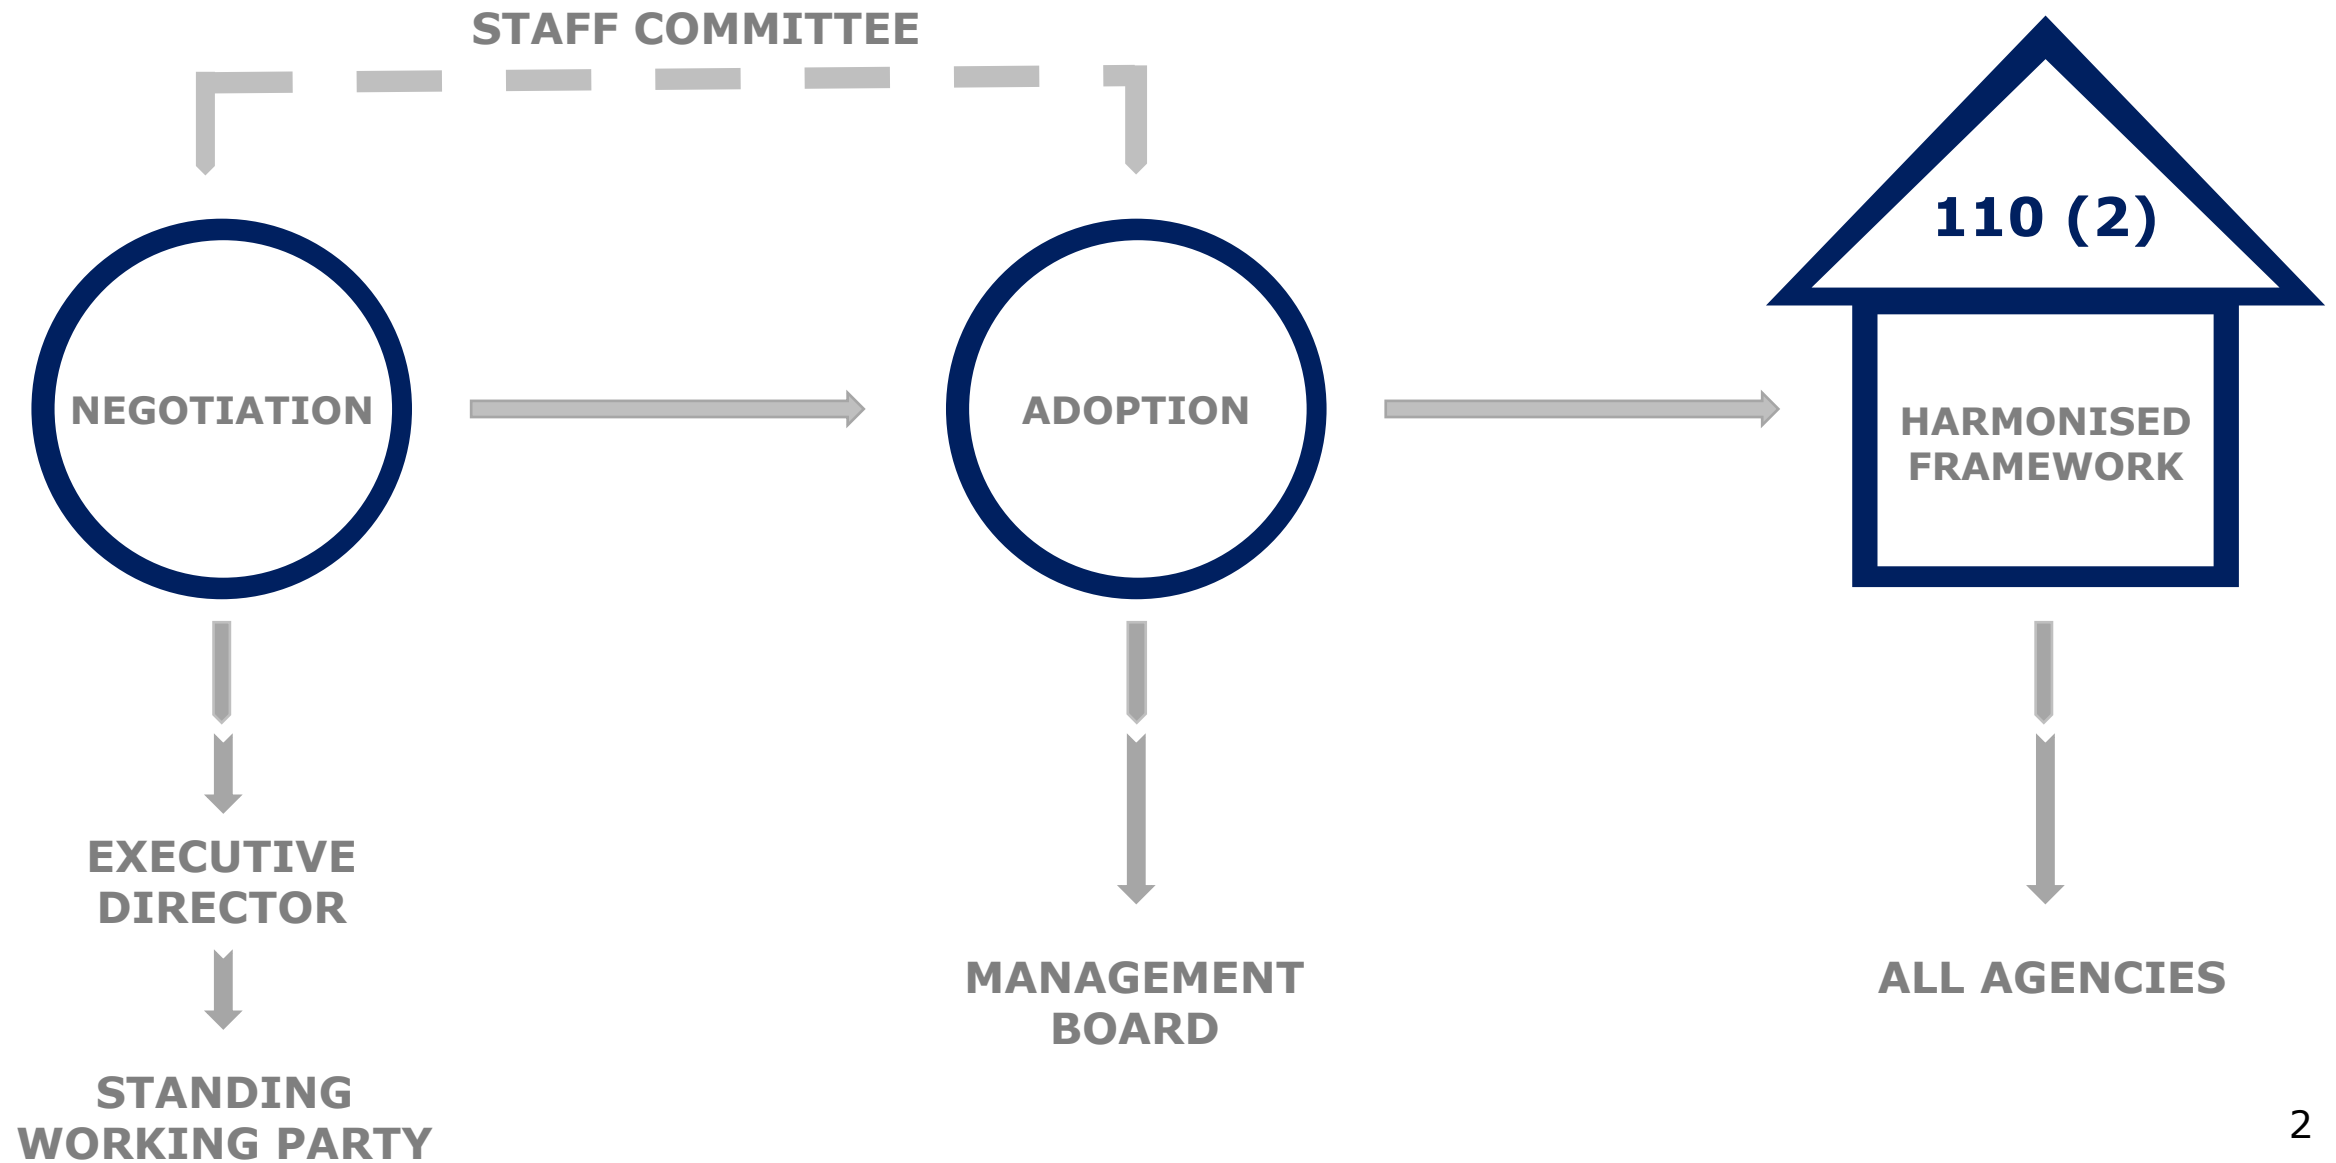 STAFF COMMITTEE
110 (2)
NEGOTIATION
ADOPTION
HARMONISED
FRAMEWORK
EXECUTIVE
DIRECTOR
STANDING
WORKING PARTY
MANAGEMENT
BOARD
ALL AGENCIES
2